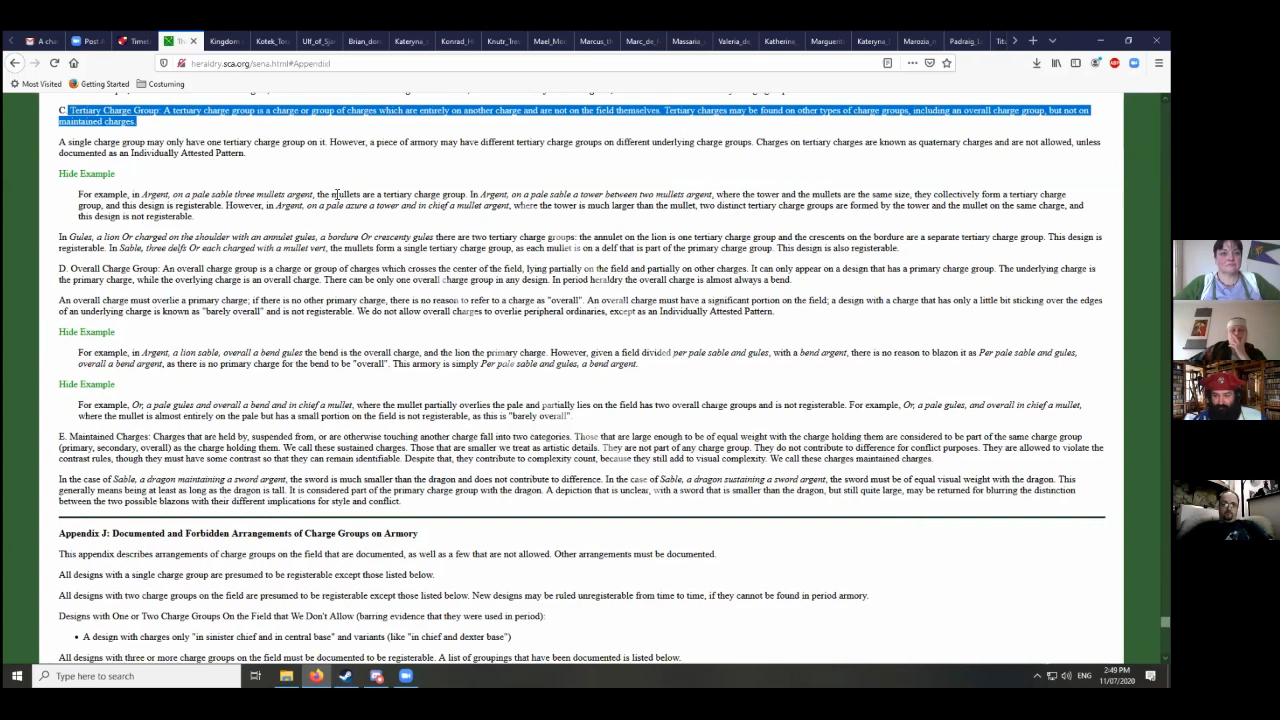 A cha
Post A
Timeta
Th
Kingdom
Kotek_Tou
Ulf_of_Sjan
Brian_dorc
Kateryna_
Konrad_H
Knutr_Trev
Mael_Mo
Marcus_th
Marc_de_F
Massaria_
Valeria_de
Katherine_
Marguerit
Kateryna_l
Marozia_n
Padraig_L
Tita
heraldry.sca.org/sena.html#AppendixI
Most Visited
Getting Started
Costuming
C. Tertiary Charge Group: A tertiary charge group is a charge or group of charges which are entirely on another charge and are not on the field themselves. Tertiary charges may be found on other types of charge groups, including an overall charge group, but not on
maintained charges.
A single charge group may only have one tertiary charge group on it. However, a piece of armory may have different tertiary charge groups on different underlying charge groups. Charges on tertiary charges are known as quaternary charges and are not allowed, unless
documented as an Individually Attested Pattern.
Hide Example
For example, in Argent, on a pale sable three mullets argent, the mullets are a tertiary charge group. In Argent, on a pale sable a tower between two mullets argent, where the tower and the mullets are the same size, they collectively form a tertiary charge
group, and this design is registerable. However, in Argent, on a pale azure a tower and in chief a mullet argent, where the tower is much larger than the mullet, two distinct tertiary charge groups are formed by the tower and the mullet on the same charge, and
this design is not registerable.
In Gules, a lion Or charged on the shoulder with an annulet gules, a bordure Or crescenty gules there are two tertiary charge groups: the annulet on the lion is one tertiary charge group and the crescents on the bordure are a separate tertiary charge group. This design is
registerable. In Sable, three delfs Or each charged with a mullet vert, the mullets form a single tertiary charge group, as each mullet is on a delf that is part of the primary charge group. This design is also registerable.
D. Overall Charge Group: An overall charge group is a charge or group of charges which crosses the center of the field, lying partially on the field and partially on other charges. It can only appear on a design that has a primary charge group. The underlying charge is
the primary charge, while the overlying charge is an overall charge. There can be only one overall charge group in any design. In period heraldry the overall charge is almost always a bend.
An overall charge must overlie a primary charge; if there is no other primary charge, there is no reason to refer to a charge as "overall". An overall charge must have a significant portion on the field; a design with a charge that has only a little bit sticking over the edges
of an underlying charge is known as "barely overall" and is not registerable. We do not allow overall charges to overlie peripheral ordinaries, except as an Individually Attested Pattern.
Hide Example
For example, in Argent, a lion sable, overall a bend gules the bend is the overall charge, and the lion the primary charge. However, given a field divided per pale sable and gules, with a bend argent, there is no reason to blazon it as Per pale sable and gules,
overall a bend argent, as there is no primary charge for the bend to be "overall". This armory is simply Per pale sable and gules, a bend argent.
Hide Example
For example, Or, a pale gules and overall a bend and in chief a mullet, where the mullet partially overlies the pale and partially lies on the field has two overall charge groups and is not registerable. For example, Or, a pale gules, and overall in chief a mullet,
where the mullet is almost entirely on the pale but has a small portion on the field is not registerable, as this is "barely overall".
E. Maintained Charges: Charges that are held by, suspended from, or are otherwise touching another charge fall into two categories. Those that are large enough to be of equal weight with the charge holding them are considered to be part of the same charge group
(primary, secondary, overall) as the charge holding them. We call these sustained charges. Those that are smaller we treat as artistic details. They are not part of any charge group. They do not contribute to difference for conflict purposes. They are allowed to violate the
contrast rules, though they must have some contrast so that they can remain identifiable. Despite that, they contribute to complexity count, because they still add to visual complexity. We call these charges maintained charges.
In the case of Sable, a dragon maintaining a sword argent, the sword is much smaller than the dragon and does not contribute to difference. In the case of Sable, a dragon sustaining a sword argent, the sword must be of equal visual weight with the dragon. This
generally means being at least as long as the dragon is tall. It is considered part of the primary charge group with the dragon. A depiction that is unclear, with a sword that is smaller than the dragon, but still quite large, may be returned for blurring the distinction
between the two possible blazons with their different implications for style and conflict.
Appendix J: Documented and Forbidden Arrangements of Charge Groups on Armory
This appendix describes arrangements of charge groups on the field that are documented, as well as a few that are not allowed. Other arrangements must be documented.
All designs with a single charge group are presumed to be registerable except those listed below.
All designs with two charge groups on the field are presumed to be registerable except those listed below. New designs may be ruled unregisterable from time to time, if they cannot be found in period armory.
Designs with One or Two Charge Groups On the Field that We Don't Allow (barring evidence that they were used in period):
• A design with charges only "in sinister chief and in central base" and variants (like "in chief and dexter base")
All designs with three or more charge groups on the field must be documented to be registerable. A list of groupings that have been documented is listed below.
Type here to search
ENG
2:49 PM
11/07/2020